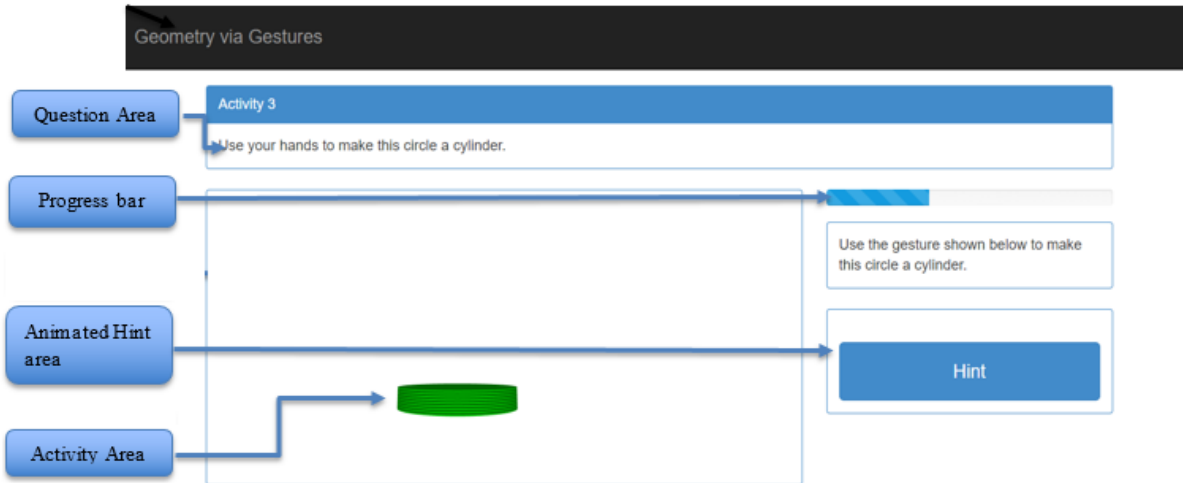 Geometry via Gestures
Question Area
Activity 3
Use your hands to make this circle a cylinder.
Progress bar
Use the gesture shown below to make
this circle a cylinder.
Animated Hint
area
Hint
Activity Area